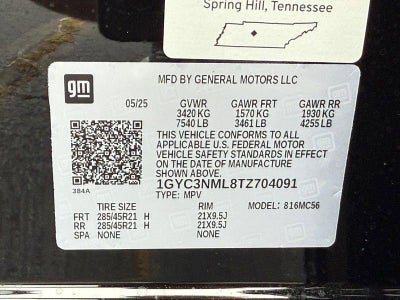 Spring Hill, Tennessee
gm
MFD BY GENERAL MOTORS LLC
05/25 GVWR GAWR FRT GAWR RR
3420 KG 1570 KG 1930 KG
7540 LB 3461 LB 4255 LB
THIS VEHICLE CONFORMS TO ALL
APPLICABLE U.S. FEDERAL MOTOR
VEHICLE SAFETY STANDARDS IN EFFECT
ON THE DATE OF MANUFACTURE
SHOWN ABOVE.
384A
1GYC3NML8TZ704091
TYPE: MPV
TIRE SIZE RIM MODEL: 816MC56
FRT 285/45R21 H 21X9.5J
RR 285/45R21 H 21X9.5J
SPA NONE NONE